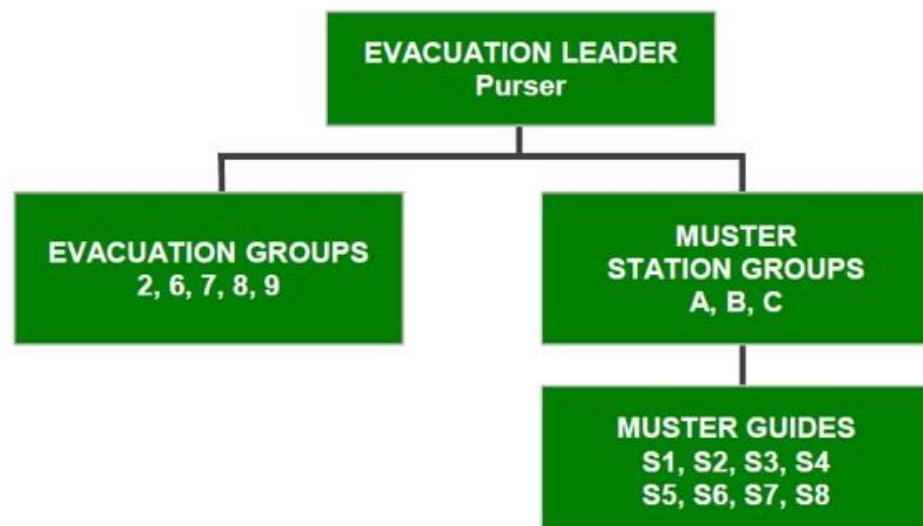 EVACUATION LEADER
Purser
EVACUATION GROUPS
2, 6, 7, 8, 9
MUSTER
STATION GROUPS
A, B, C
MUSTER GUIDES
S1, S2, S3, S4
S5, S6, S7, S8